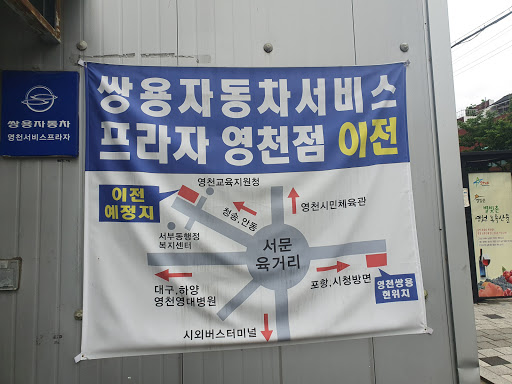 쌍용자동차
영천서비스프라자
쌍용자동차서비스
프라자 영천점 이전
이전
예정지
영천교육지원청
청송,안동
영천시민체육관
서부동행정
복지센터
서문
육거리
대구,하양
영천영대병원
포항,시청방면
영천쌍용
현위치
시외버스터미널
별빛촌